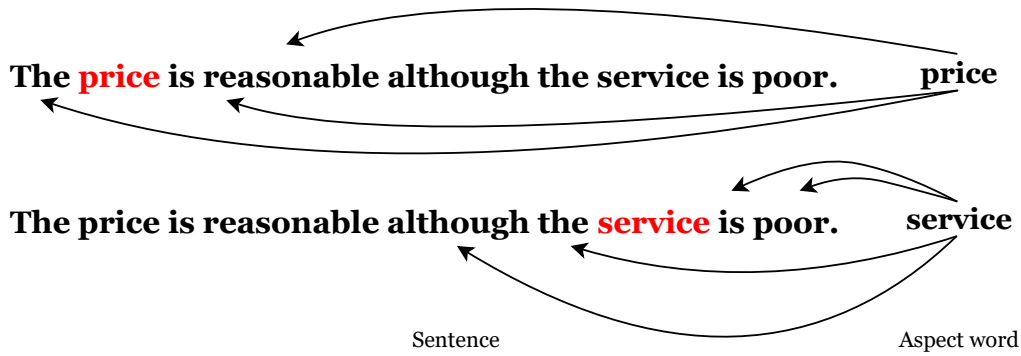 The price is reasonable although the service is poor. price
The price is reasonable although the service is poor. service
Sentence Aspect word